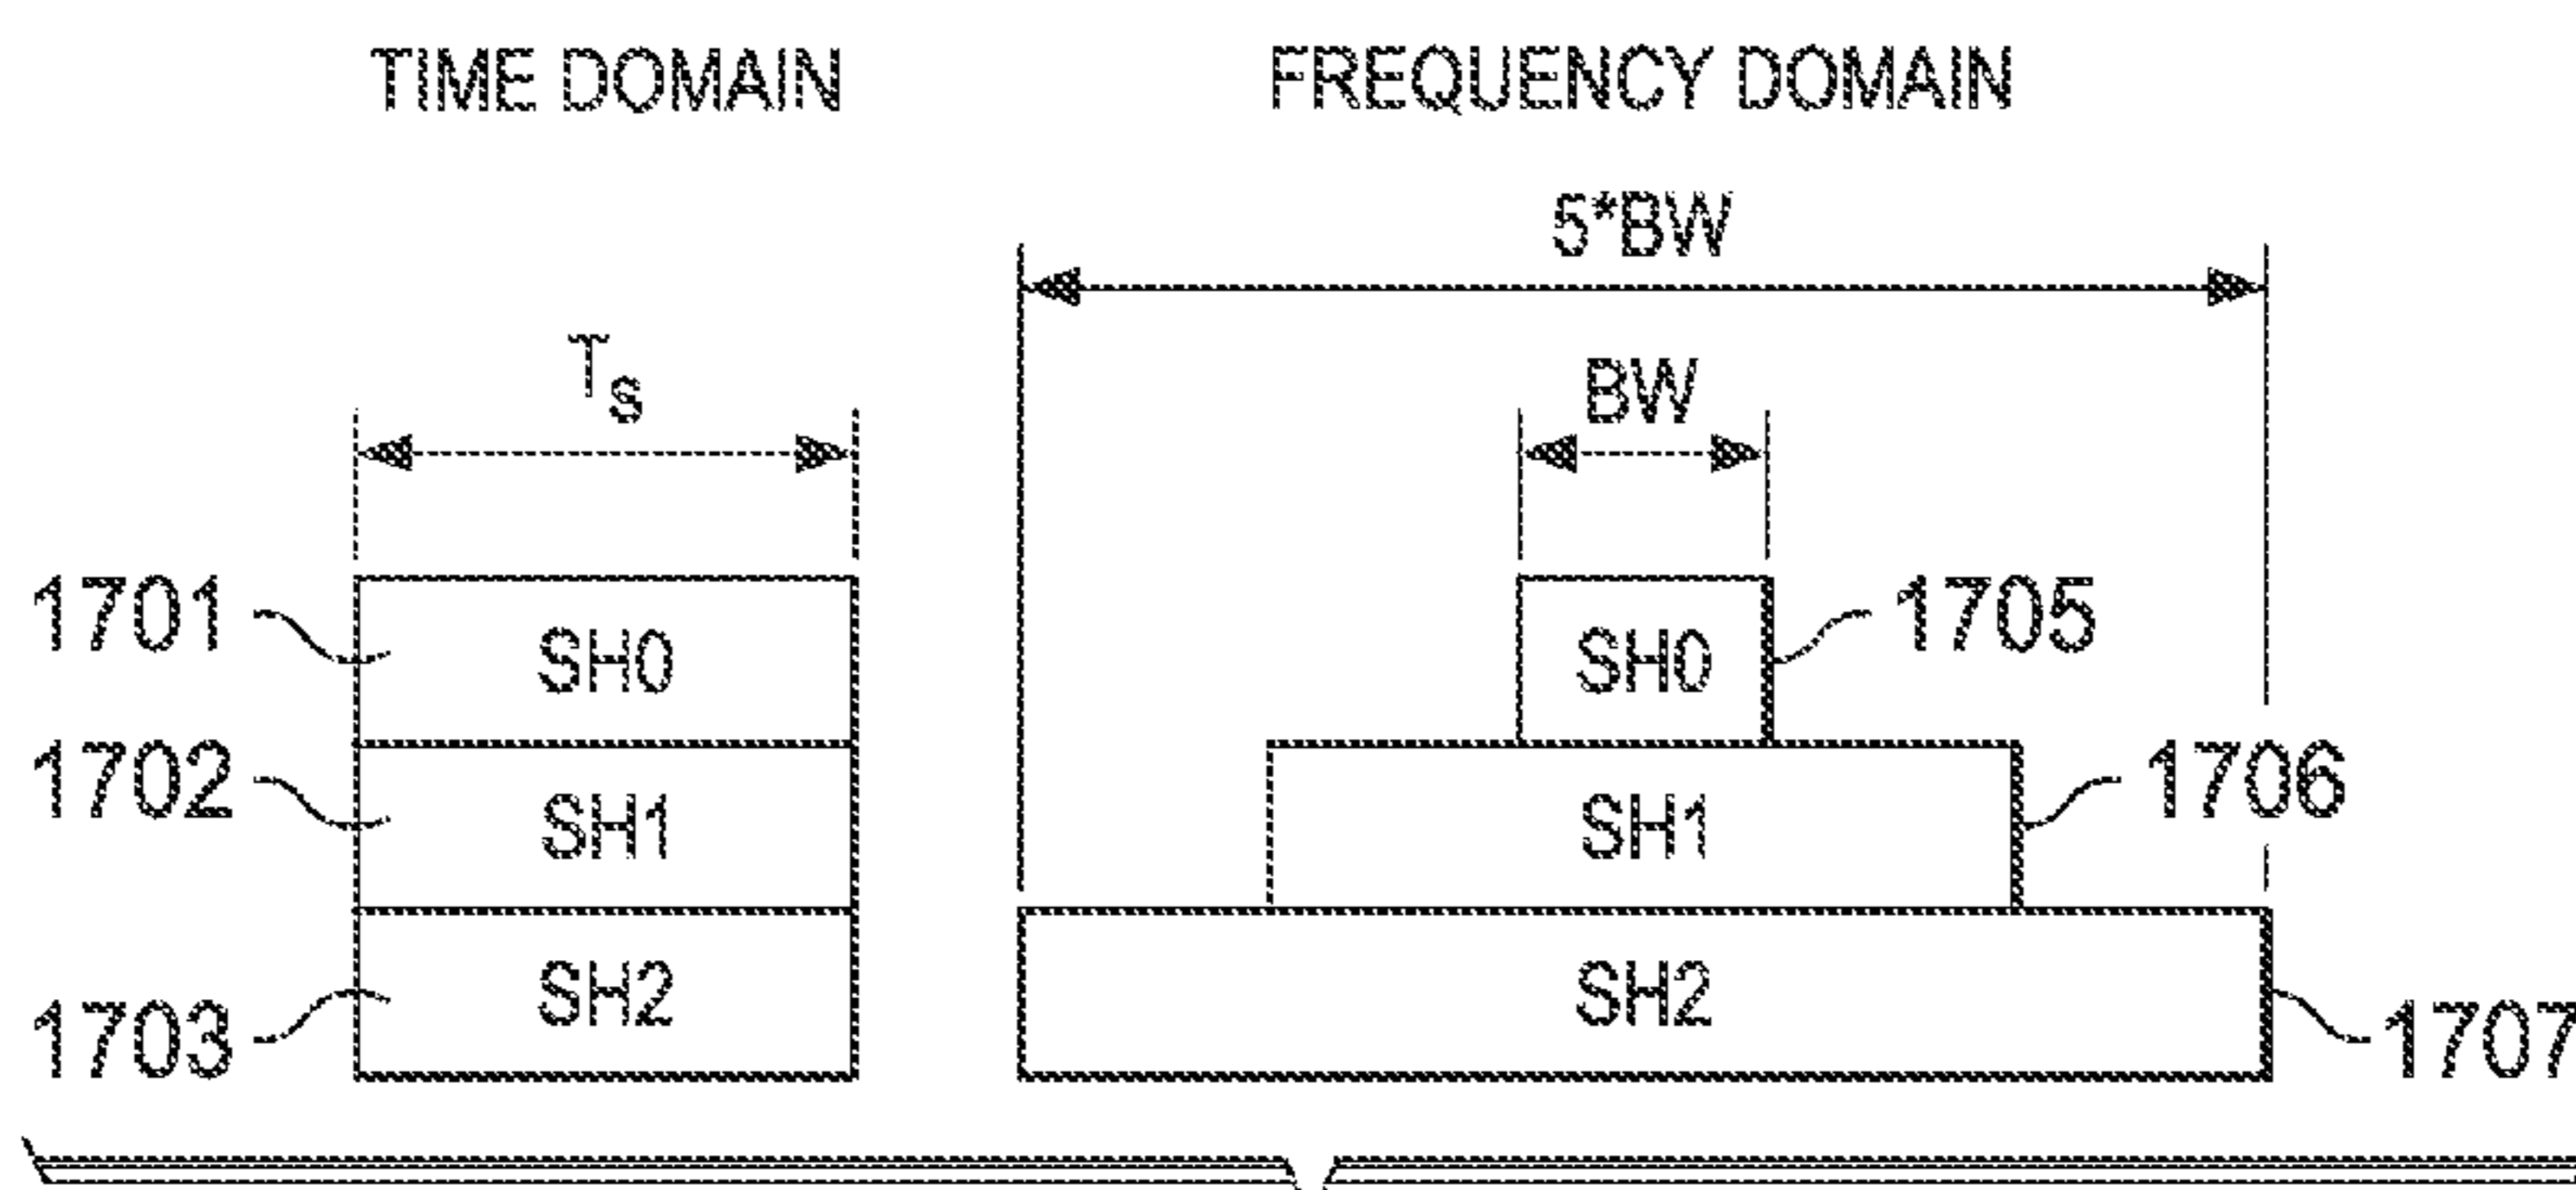 TIME DOMAIN
FREQUENCY DOMAIN
5*BW
Ts
BW
1701
SH0
SH0
1705
1702
SH1
SH1
1706
1703
SH2
SH2
1707